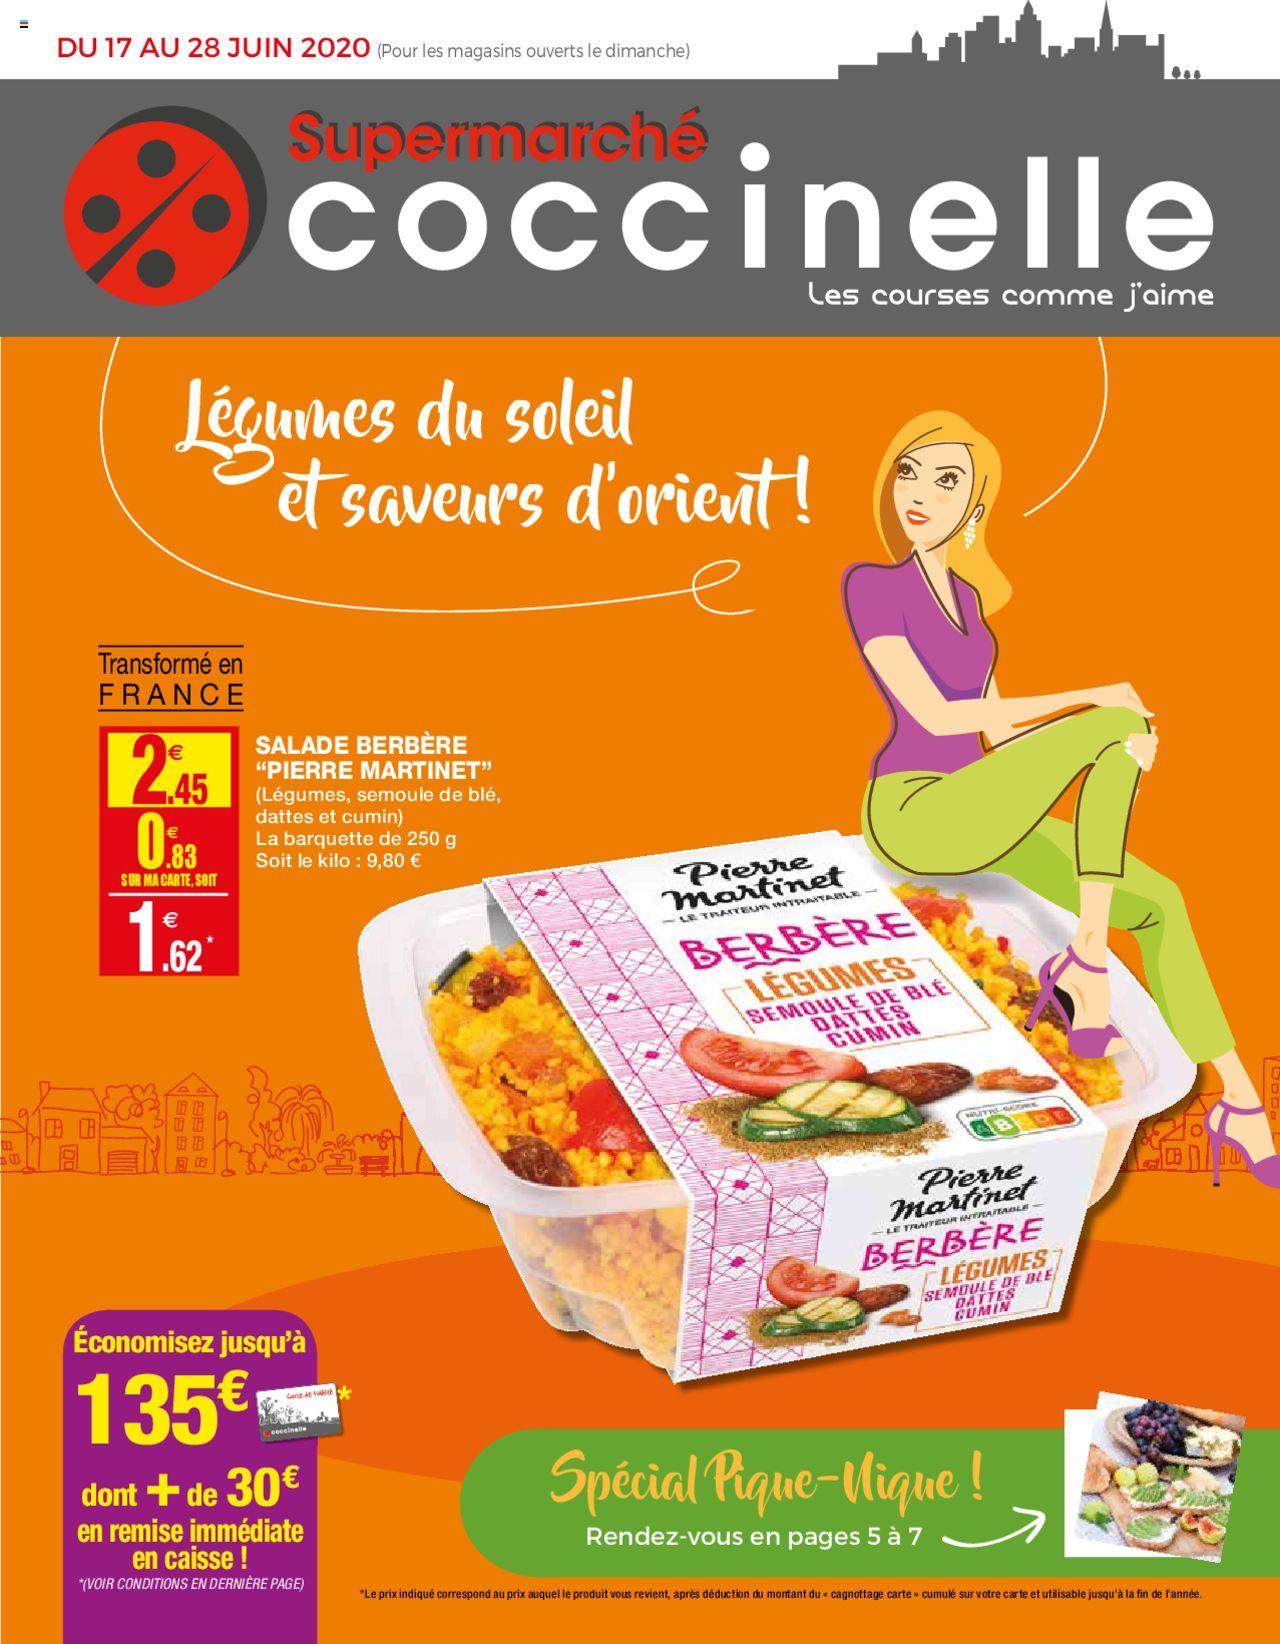 DU 17 AU 28 JUIN 2020 (Pour les magasins ouverts le dimanche)
Supermarché
coccinelle
Les courses comme j'aime
Légumes du soleil
et saveurs d'orient !
Transformé en
FRANCE
2€.45
0€.83
SUR MA CARTE, SOIT
1€.62*
SALADE BERBÈRE
“PIERRE MARTINET”
(Légumes, semoule de blé,
dattes et cumin)
La barquette de 250 g
Soit le kilo : 9,80 €
Pierre
Martinet
- LE TRAITEUR INTRAITABLE -
BERBÈRE
LÉGUMES
SEMOULE DE BLÉ
DATTES
CUMIN
NUTRI-SCORE
B
Pierre
Martinet
- LE TRAITEUR INTRAITABLE -
BERBÈRE
LÉGUMES
SEMOULE DE BLÉ
DATTES
CUMIN
Économisez jusqu'à
135€ *
Carte de fidélité
coccinelle
dont + de 30€
en remise immédiate
en caisse !
*(VOIR CONDITIONS EN DERNIÈRE PAGE)
Spécial Pique-Nique !
Rendez-vous en pages 5 à 7
*Le prix indiqué correspond au prix auquel le produit vous revient, après déduction du montant du « cagnottage carte » cumulé sur votre carte et utilisable jusqu'à la fin de l'année.